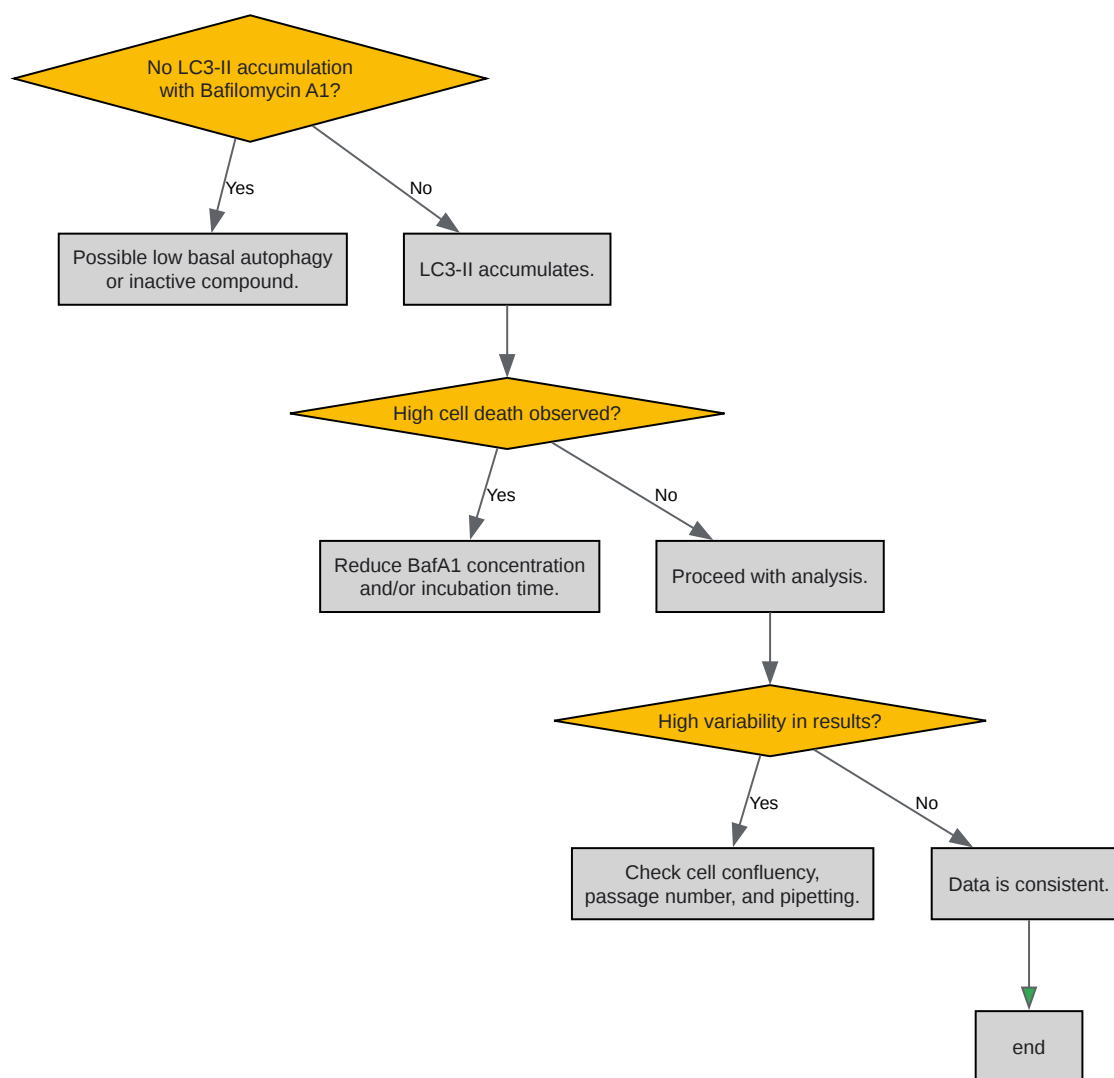 No LC3-II accumulation
with Bafilomycin A1?
Yes
No
Possible low basal autophagy
or inactive compound.
LC3-II accumulates.
High cell death observed?
Yes
No
Reduce BafA1 concentration
and/or incubation time.
Proceed with analysis.
High variability in results?
Yes
No
Check cell confluency,
passage number, and pipetting.
Data is consistent.
end